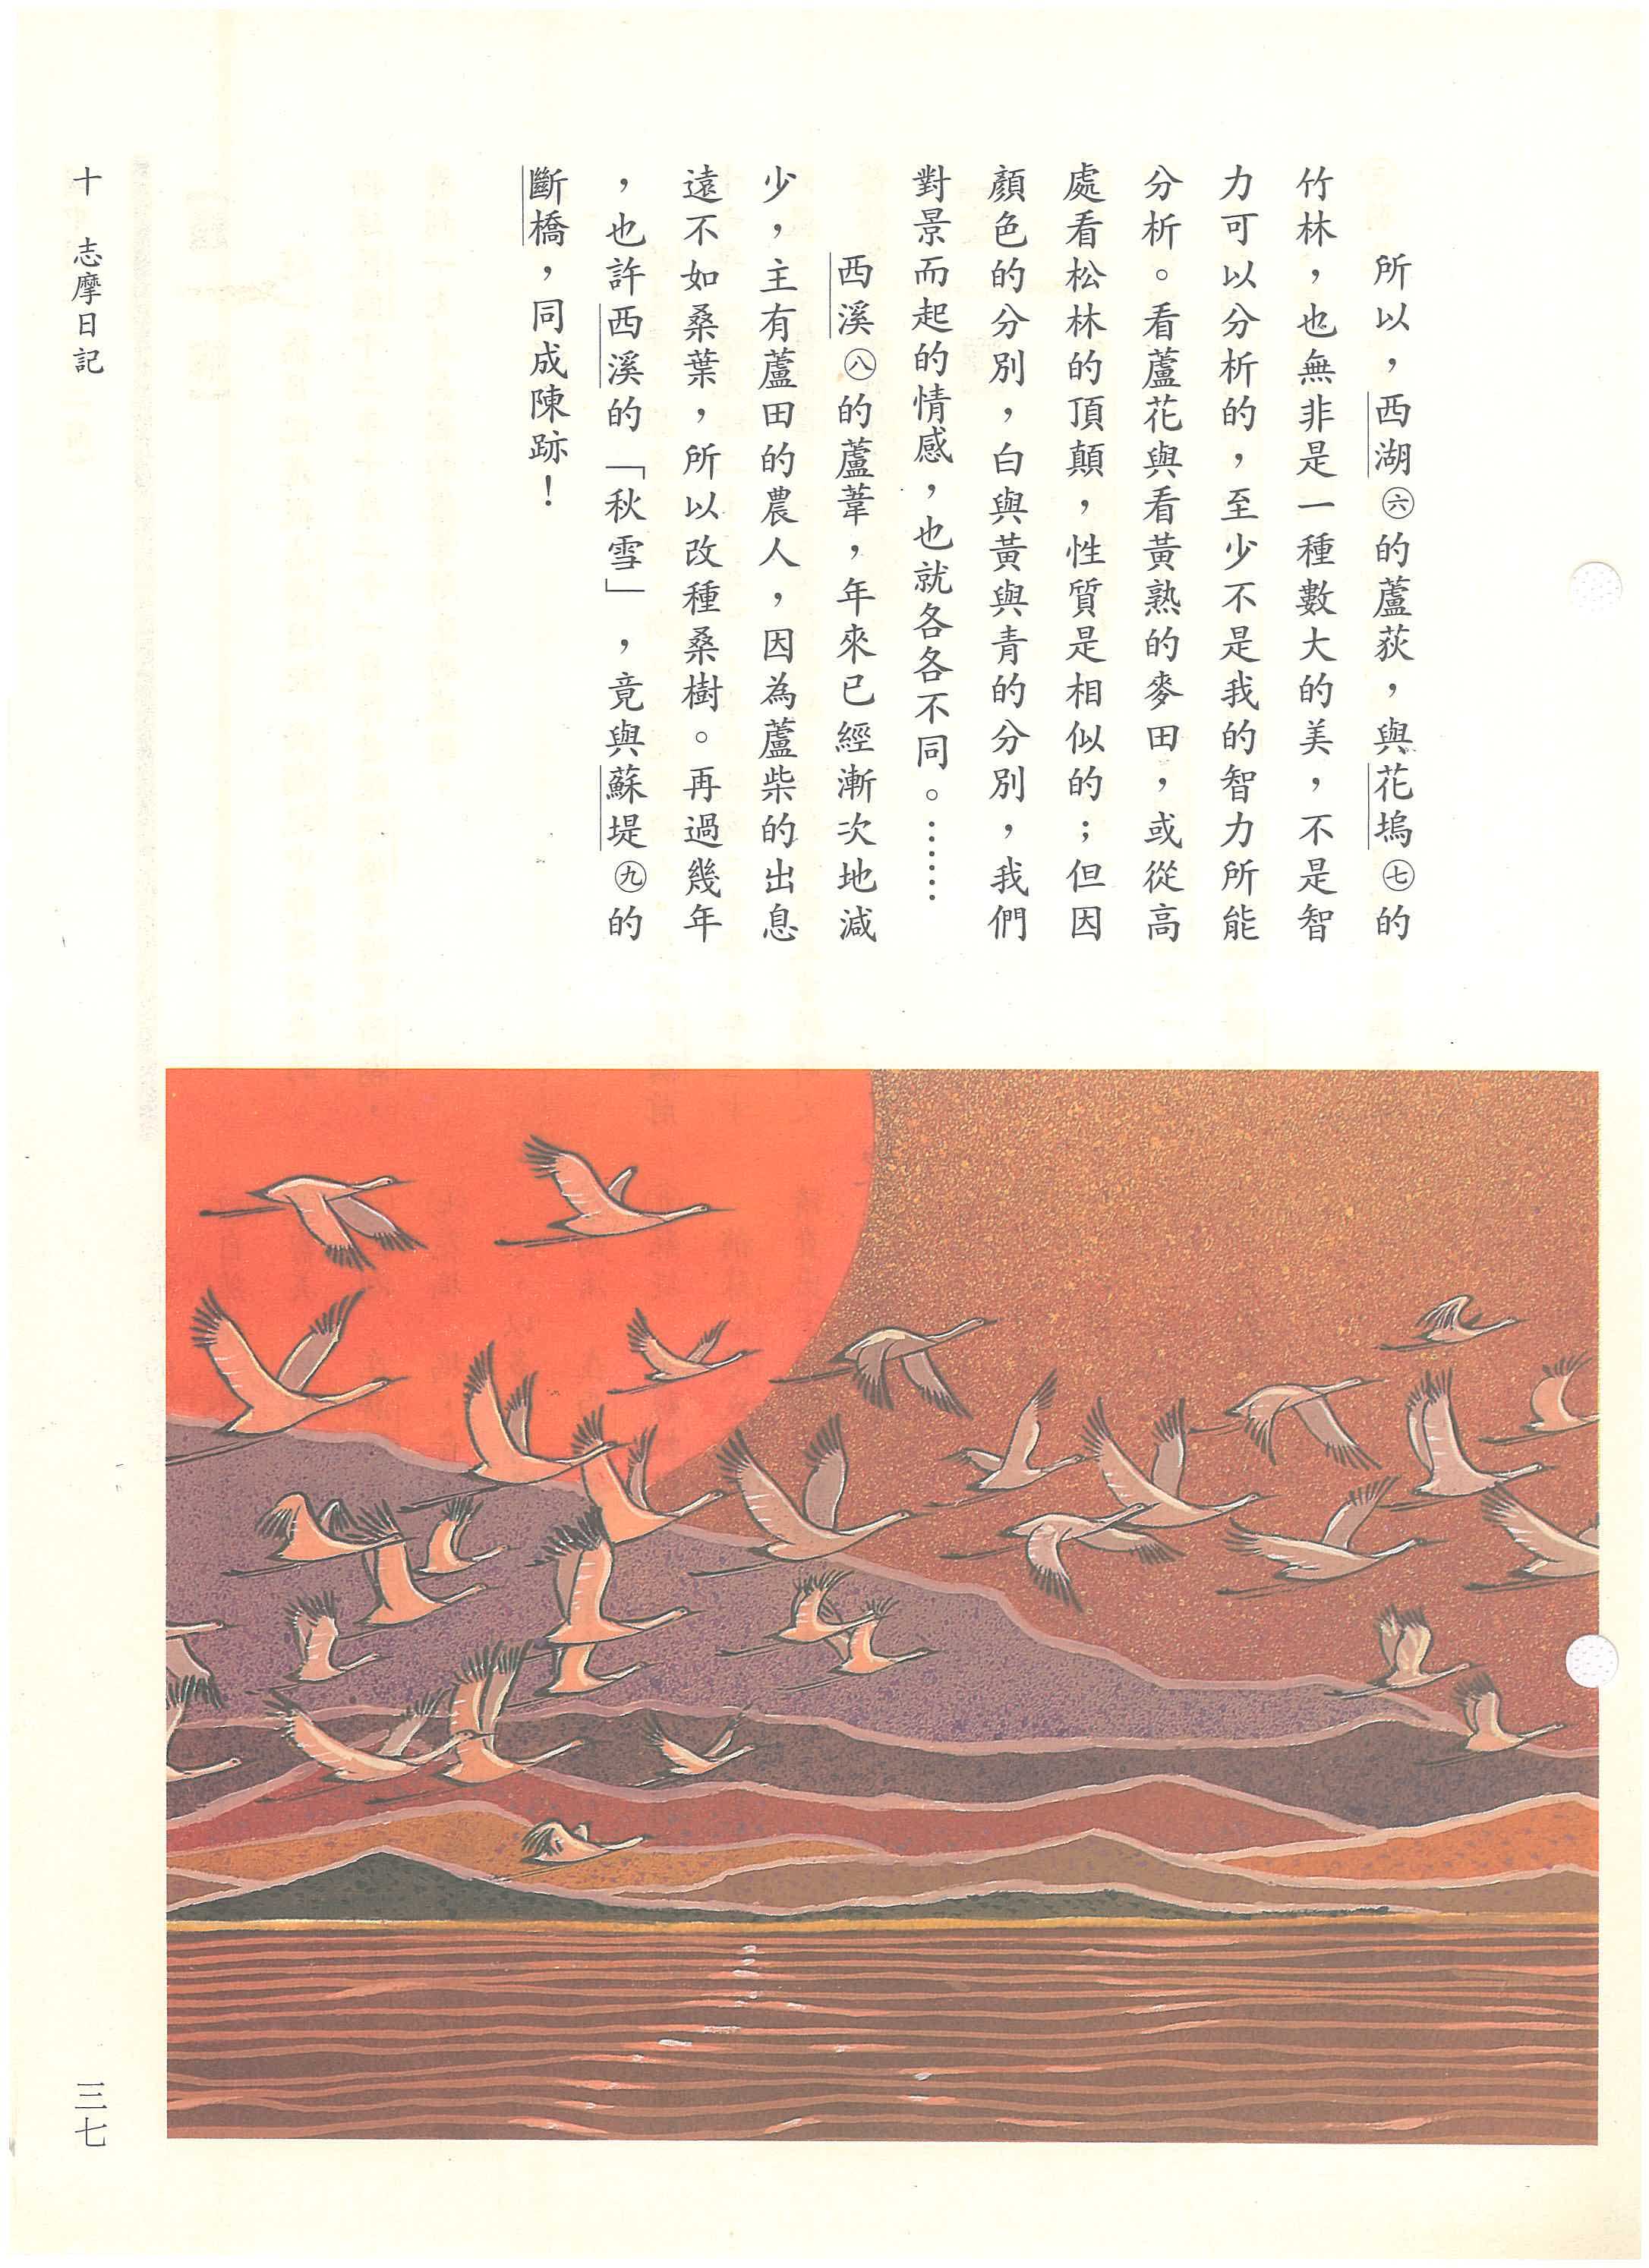 所以，西湖㊅的蘆荻，與花塢㊆的
竹林，也無非是一種數大的美，不是智
力可以分析的，至少不是我的智力所能
分析。看蘆花與看黃熟的麥田，或從高
處看松林的頂顛，性質是相似的；但因
顏色的分別，白與黃與青的分別，我們
對景而起的情感，也就各各不同。……
西溪㊇的蘆葦，年來已經漸次地減
少，主有蘆田的農人，因為蘆柴的出息
遠不如桑葉，所以改種桑樹。再過幾年
，也許西溪的「秋雪」，竟與蘇堤㊈的
斷橋，同成陳跡！
十　志摩日記
三七